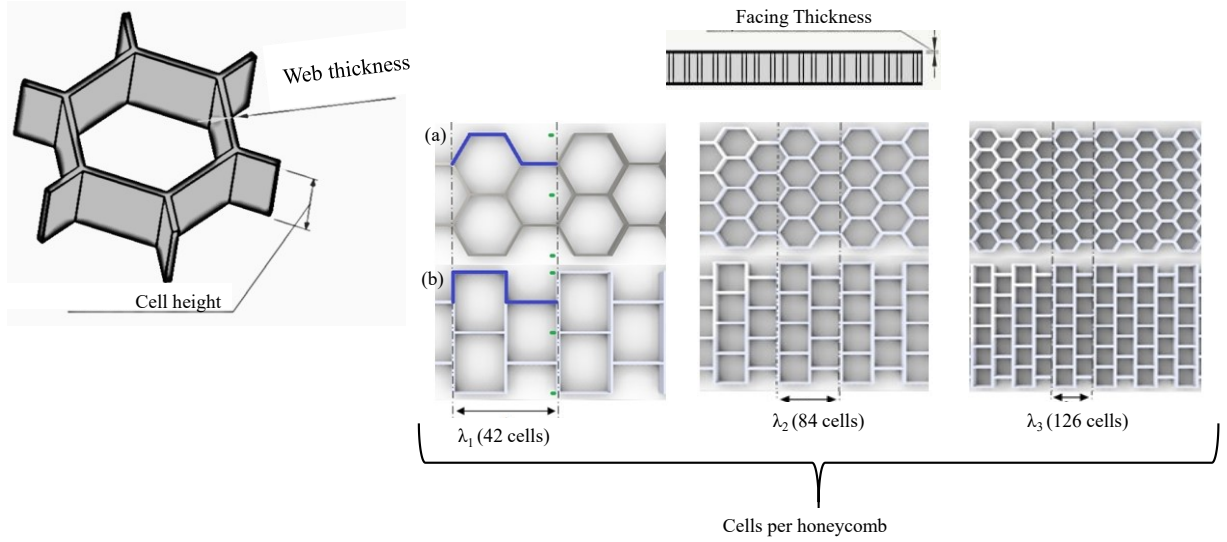 Facing Thickness
Web thickness
Cell height
(a)
(b)
λ1 (42 cells)
λ2 (84 cells)
λ3 (126 cells)
Cells per honeycomb